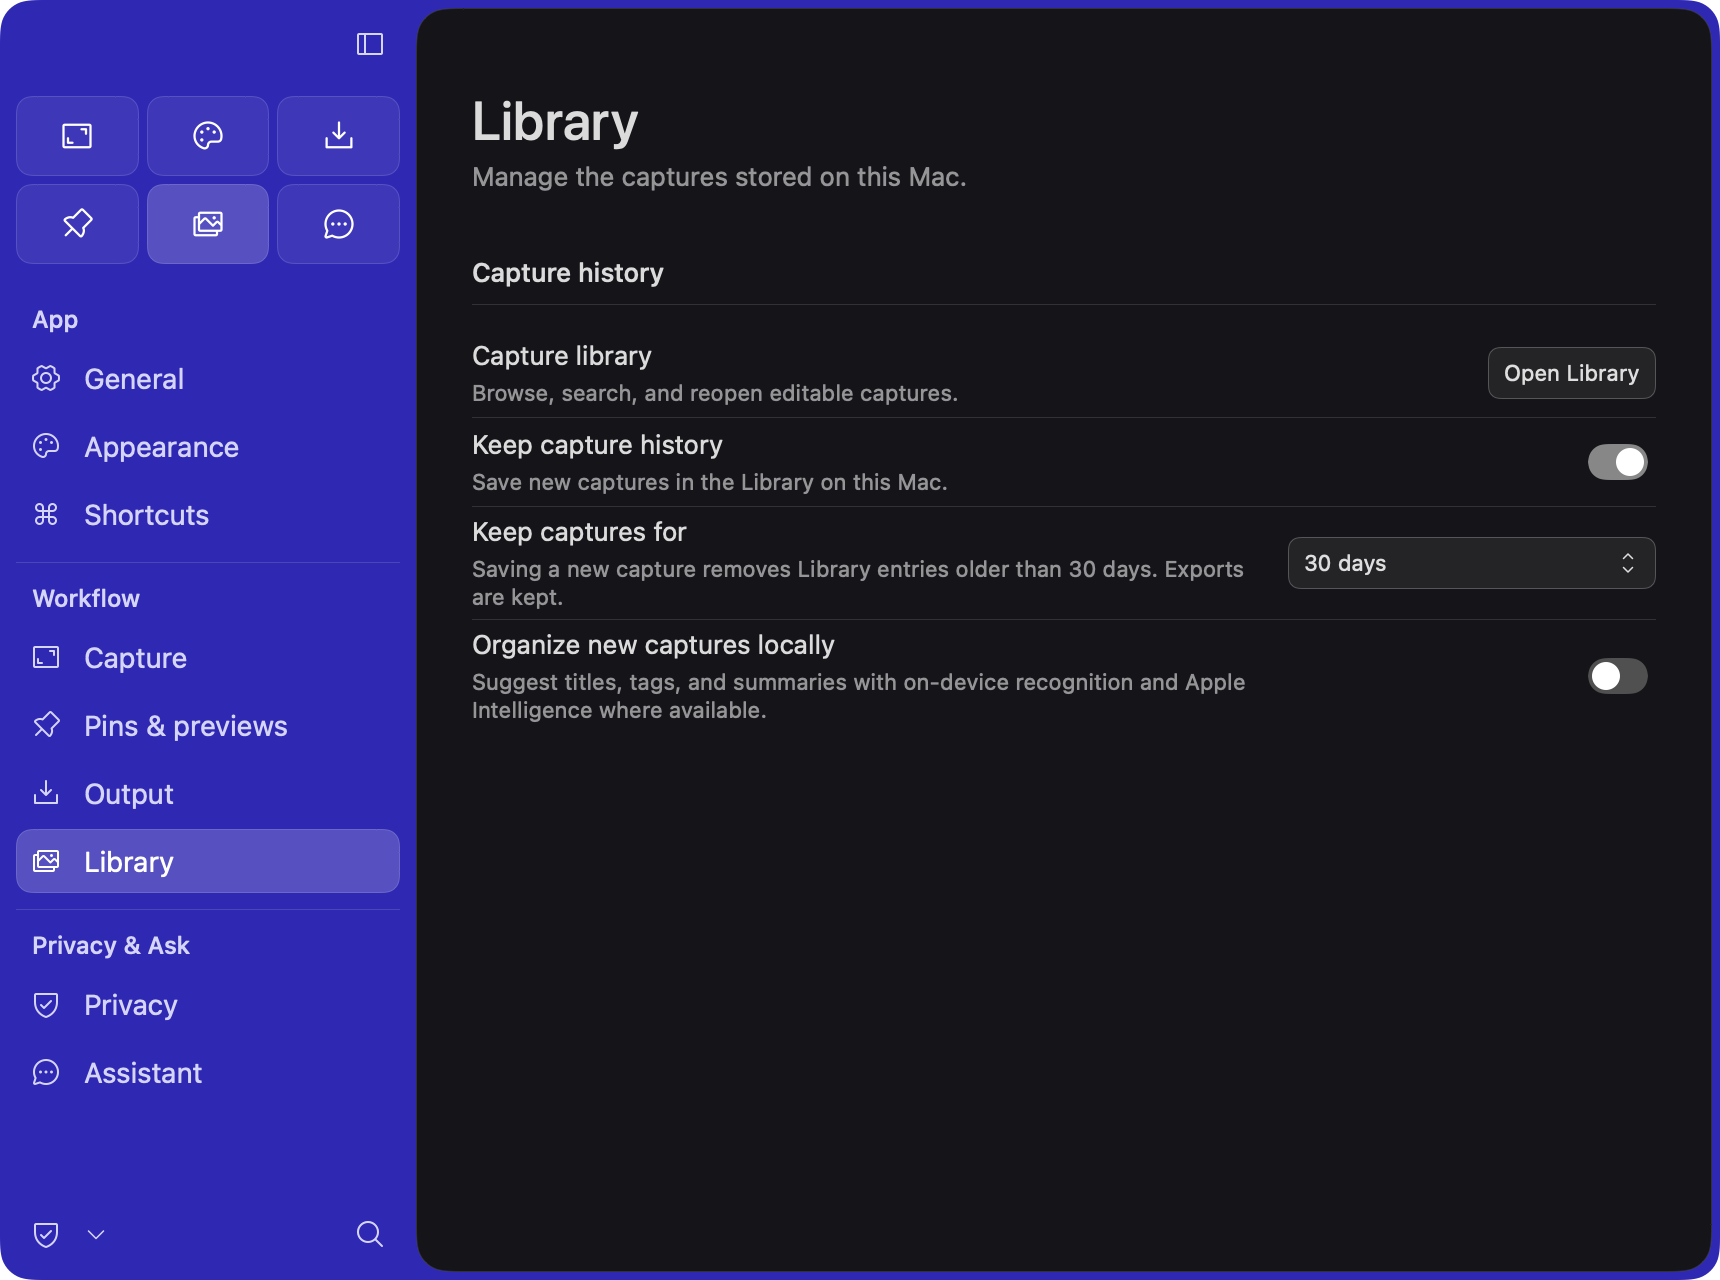 App
General
Appearance
Shortcuts
Workflow
Capture
Pins & previews
Output
Library
Privacy & Ask
Privacy
Assistant
Library
Manage the captures stored on this Mac.
Capture history
Capture library
Browse, search, and reopen editable captures.
Open Library
Keep capture history
Save new captures in the Library on this Mac.
Keep captures for
Saving a new capture removes Library entries older than 30 days. Exports
are kept.
30 days
Organize new captures locally
Suggest titles, tags, and summaries with on-device recognition and Apple
Intelligence where available.